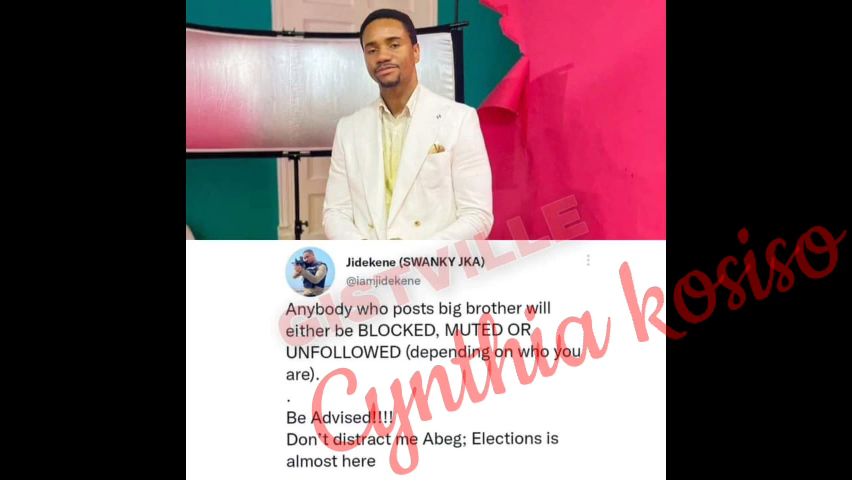 Jidekene (SWANKY JKA)
@iamjidekene
GISTVILLE
Anybody who posts big brother will
either be BLOCKED, MUTED OR
UNFOLLOWED (depending on who you
are).
.
Be Advised!!!!
Don't distract me Abeg; Elections is
almost here
Cynthia kosiso